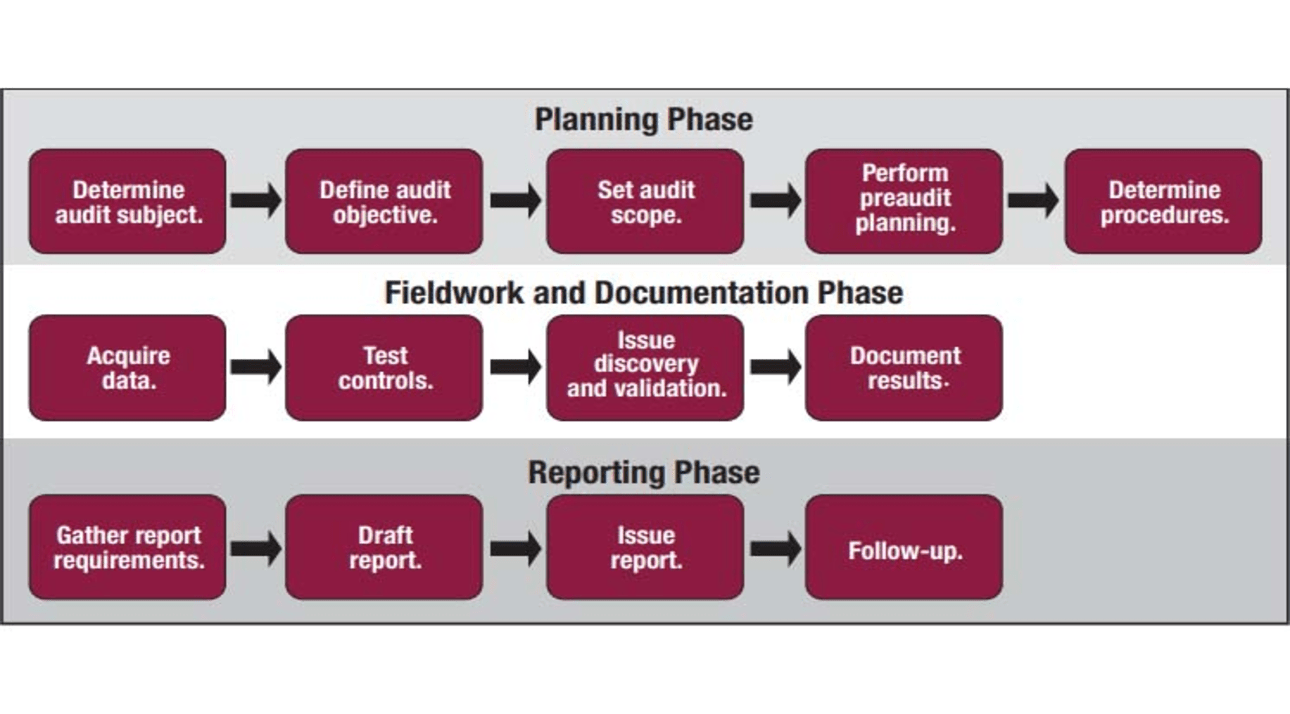 Planning Phase
Determine
audit subject.
Define audit
objective.
Set audit
scope.
Perform
preaudit
planning.
Determine
procedures.
Fieldwork and Documentation Phase
Acquire
data.
Test
controls.
Issue
discovery
and validation.
Document
results.
Reporting Phase
Gather report
requirements.
Draft
report.
Issue
report.
Follow-up.